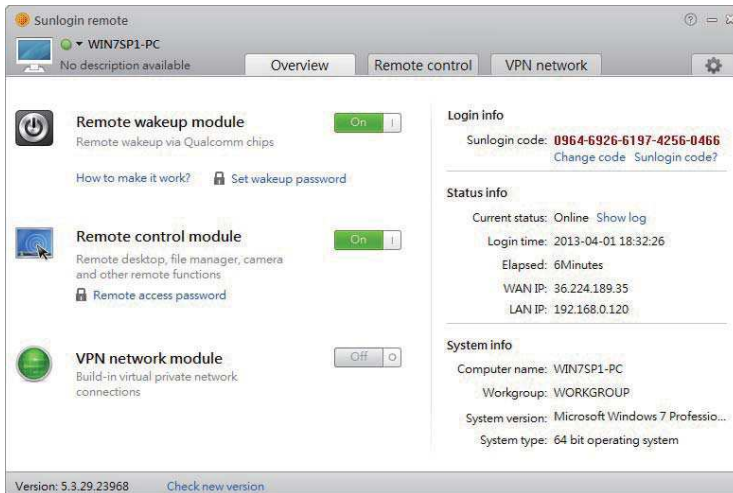 Sunlogin remote
WIN7SP1-PC
No description available
Overview
Remote control
VPN network
Remote wakeup module
On
Remote wakeup via Qualcomm chips
How to make it work?
Set wakeup password
Remote control module
On
Remote desktop, file manager, camera
and other remote functions
Remote access password
VPN network module
Off
Build-in virtual private network
connections
Login info
Sunlogin code: 0964-6926-6197-4256-0466
Change code Sunlogin code?
Status info
Current status: Online Show log
Login time: 2013-04-01 18:32:26
Elapsed: 6Minutes
WAN IP: 36.224.189.35
LAN IP: 192.168.0.120
System info
Computer name: WIN7SP1-PC
Workgroup: WORKGROUP
System version: Microsoft Windows 7 Professio...
System type: 64 bit operating system
Version: 5.3.29.23968
Check new version